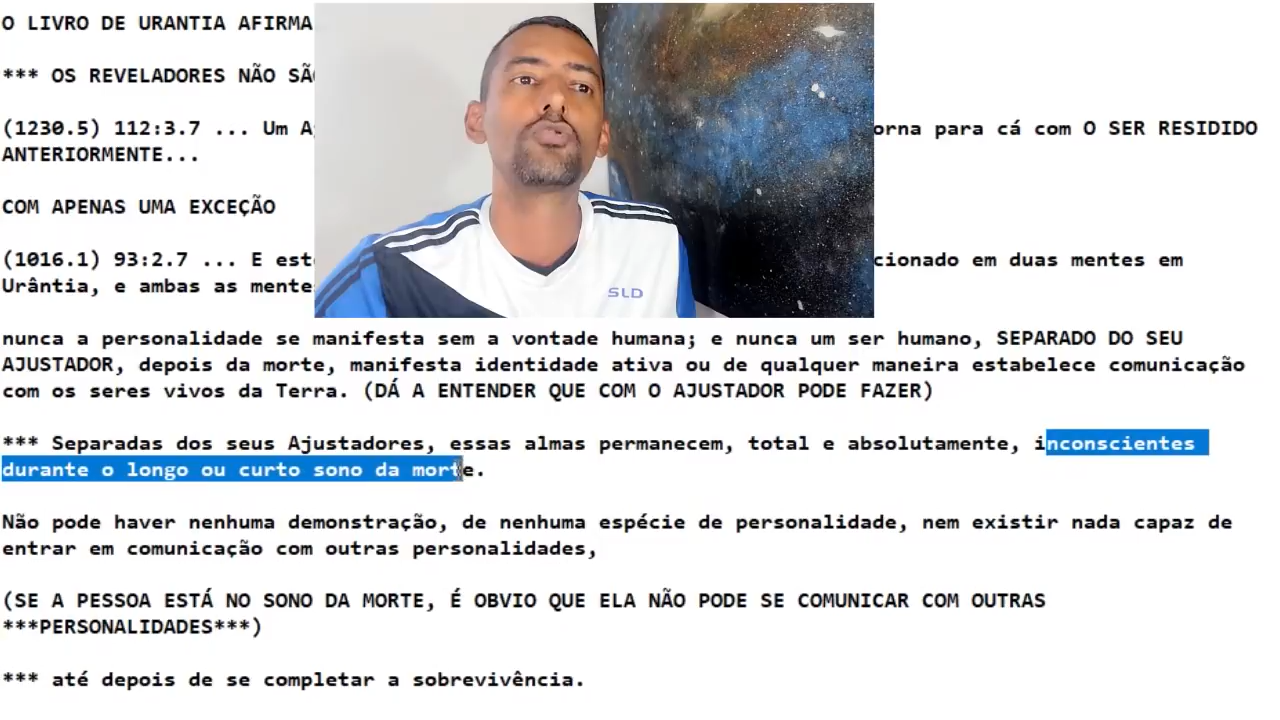 O LIVRO DE URANTIA AFIRMA
*** OS REVELADORES NÃO
(1230.5) 112:3.7 ... Um para cá com O SER RESIDIDO
ANTERIORMENTE...
COM APENAS UMA EXCEÇÃO
(1016.1) 93:2.7 ... E em duas mentes em
Urântia, e ambas as
SLD
nunca a personalidade se manifesta sem a vontade humana; e nunca um ser humano, SEPARADO DO SEU
AJUSTADOR, depois da morte, manifesta identidade ativa ou de qualquer maneira estabelece comunicação
com os seres vivos da Terra. (DÁ A ENTENDER QUE COM O AJUSTADOR PODE FAZER)
*** Separadas dos seus Ajustadores, essas almas permanecem, total e absolutamente, inconscientes
durante o longo ou curto sono da morte.
Não pode haver nenhuma demonstração, de nenhuma espécie de personalidade, nem existir nada capaz de
entrar em comunicação com outras personalidades,
(SE A PESSOA ESTÁ NO SONO DA MORTE, É OBVIO QUE ELA NÃO PODE SE COMUNICAR COM OUTRAS
***PERSONALIDADES***)
*** até depois de se completar a sobrevivência.